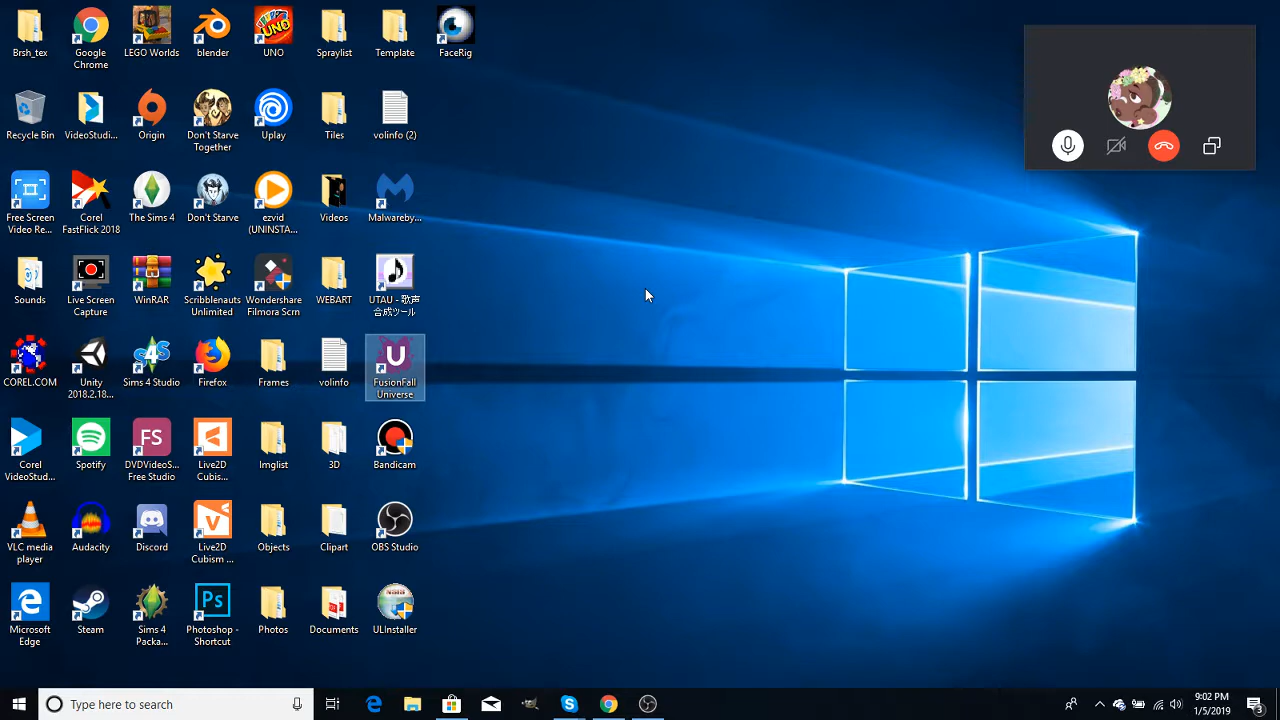 Brsh_tex
Google
Chrome
LEGO Worlds
blender
UNO
Spraylist
Template
FaceRig
Recycle Bin
VideoStudi...
Origin
Don't Starve
Together
Uplay
Tiles
volinfo (2)
Free Screen
Video Re...
Corel
FastFlick 2018
The Sims 4
Don't Starve
ezvid
(UNINSTA...
Videos
Malwareby...
Sounds
Live Screen
Capture
WinRAR
Scribblenauts
Unlimited
Wondershare
Filmora Scrn
WEBART
UTAU - 歌声
合成ツール
COREL.COM
Unity
2018.2.18...
Sims 4 Studio
Firefox
Frames
volinfo
FusionFall
Universe
Corel
VideoStud...
Spotify
DVDVideoS...
Free Studio
Live2D
Cubis...
Imglist
3D
Bandicam
VLC media
player
Audacity
Discord
Live2D
Cubism ...
Objects
Clipart
OBS Studio
Microsoft
Edge
Steam
Sims 4
Packa...
Photoshop -
Shortcut
Photos
Documents
ULInstaller
Type here to search
9:02 PM
1/5/2019